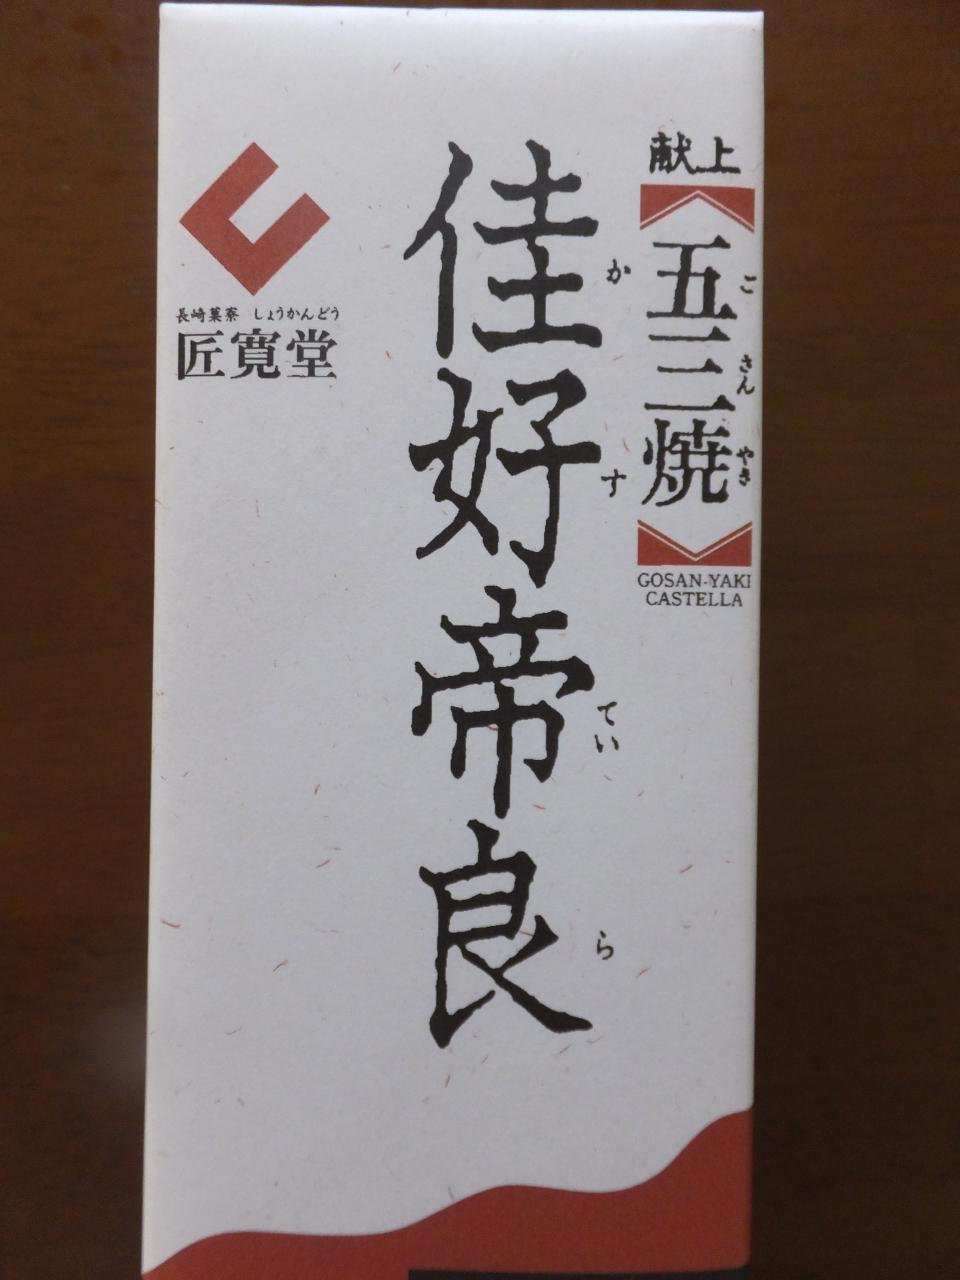 献上
五三焼
ご さん やき
GOSAN-YAKI
CASTELLA
佳好帝良
か す てい ら
長崎菓寮 しょうかんどう
匠寛堂